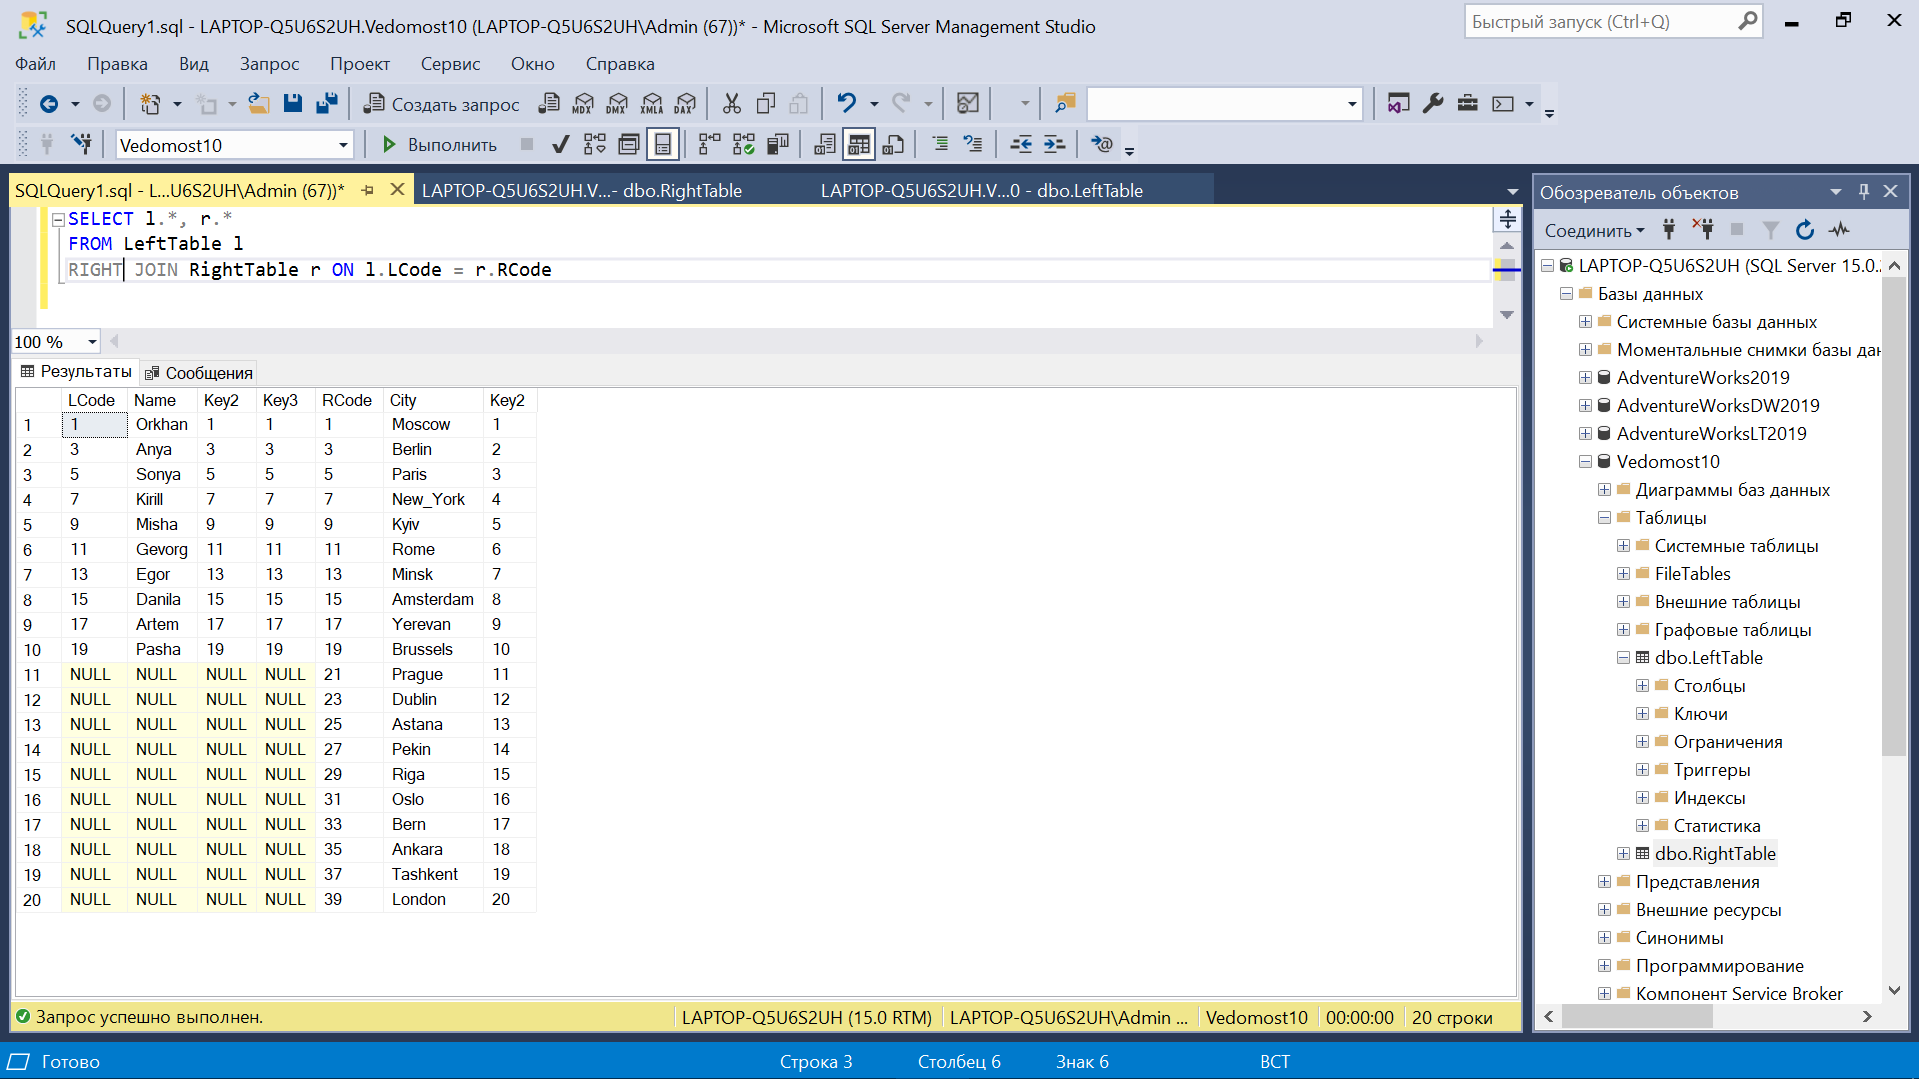 SQLQuery1.sql - LAPTOP-Q5U6S2UH.Vedomost10 (LAPTOP-Q5U6S2UH\Admin (67))* - Microsoft SQL Server Management Studio
Быстрый запуск (Ctrl+Q)
Файл Правка Вид Запрос Проект Сервис Окно Справка
Создать запрос MDX DMX XMLA DAX
Vedomost10 Выполнить
SQLQuery1.sql - L...U6S2UH\Admin (67))* LAPTOP-Q5U6S2UH.V...- dbo.RightTable LAPTOP-Q5U6S2UH.V...0 - dbo.LeftTable
SELECT l.*, r.*
FROM LeftTable l
RIGHT JOIN RightTable r ON l.LCode = r.RCode
100 %
Результаты Сообщения
LCode Name Key2 Key3 RCode City Key2
1 1 Orkhan 1 1 1 Moscow 1
2 3 Anya 3 3 3 Berlin 2
3 5 Sonya 5 5 5 Paris 3
4 7 Kirill 7 7 7 New_York 4
5 9 Misha 9 9 9 Kyiv 5
6 11 Gevorg 11 11 11 Rome 6
7 13 Egor 13 13 13 Minsk 7
8 15 Danila 15 15 15 Amsterdam 8
9 17 Artem 17 17 17 Yerevan 9
10 19 Pasha 19 19 19 Brussels 10
11 NULL NULL NULL NULL 21 Prague 11
12 NULL NULL NULL NULL 23 Dublin 12
13 NULL NULL NULL NULL 25 Astana 13
14 NULL NULL NULL NULL 27 Pekin 14
15 NULL NULL NULL NULL 29 Riga 15
16 NULL NULL NULL NULL 31 Oslo 16
17 NULL NULL NULL NULL 33 Bern 17
18 NULL NULL NULL NULL 35 Ankara 18
19 NULL NULL NULL NULL 37 Tashkent 19
20 NULL NULL NULL NULL 39 London 20
Запрос успешно выполнен. LAPTOP-Q5U6S2UH (15.0 RTM) LAPTOP-Q5U6S2UH\Admin ... Vedomost10 00:00:00 20 строки
Обозреватель объектов
Соединить
LAPTOP-Q5U6S2UH (SQL Server 15.0.
Базы данных
Системные базы данных
Моментальные снимки базы дан
AdventureWorks2019
AdventureWorksDW2019
AdventureWorksLT2019
Vedomost10
Диаграммы баз данных
Таблицы
Системные таблицы
FileTables
Внешние таблицы
Графовые таблицы
dbo.LeftTable
Столбцы
Ключи
Ограничения
Триггеры
Индексы
Статистика
dbo.RightTable
Представления
Внешние ресурсы
Синонимы
Программирование
Компонент Service Broker
Готово Строка 3 Столбец 6 Знак 6 ВСТ